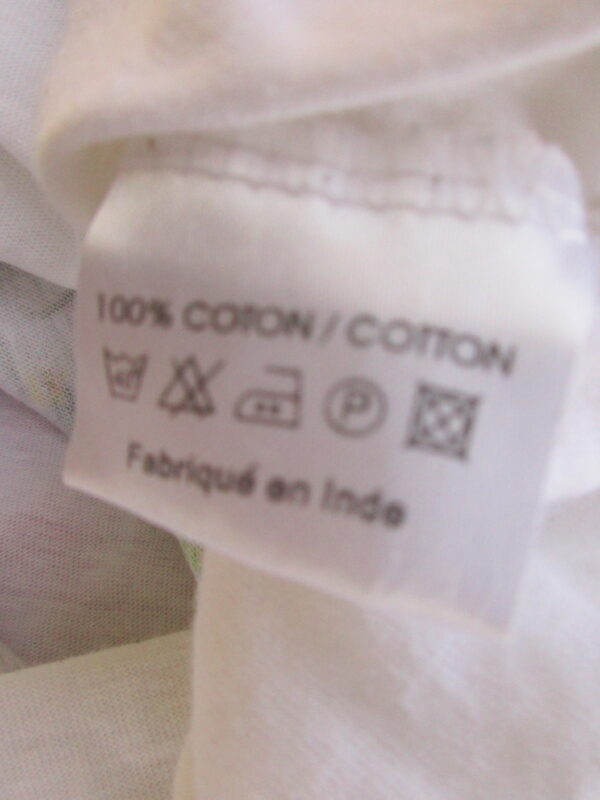 100% COTON / COTTON
P
Fabriqué en Inde